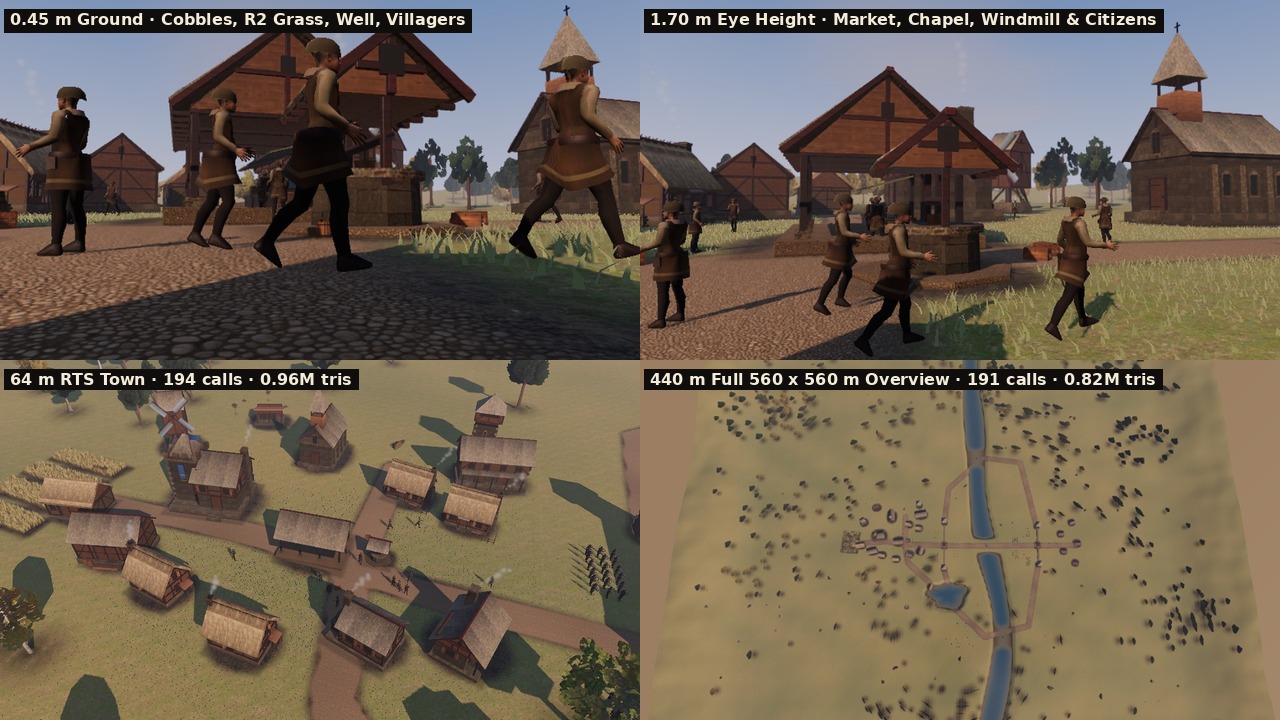 0.45 m Ground · Cobbles, R2 Grass, Well, Villagers
1.70 m Eye Height · Market, Chapel, Windmill & Citizens
64 m RTS Town · 194 calls · 0.96M tris
440 m Full 560 x 560 m Overview · 191 calls · 0.82M tris